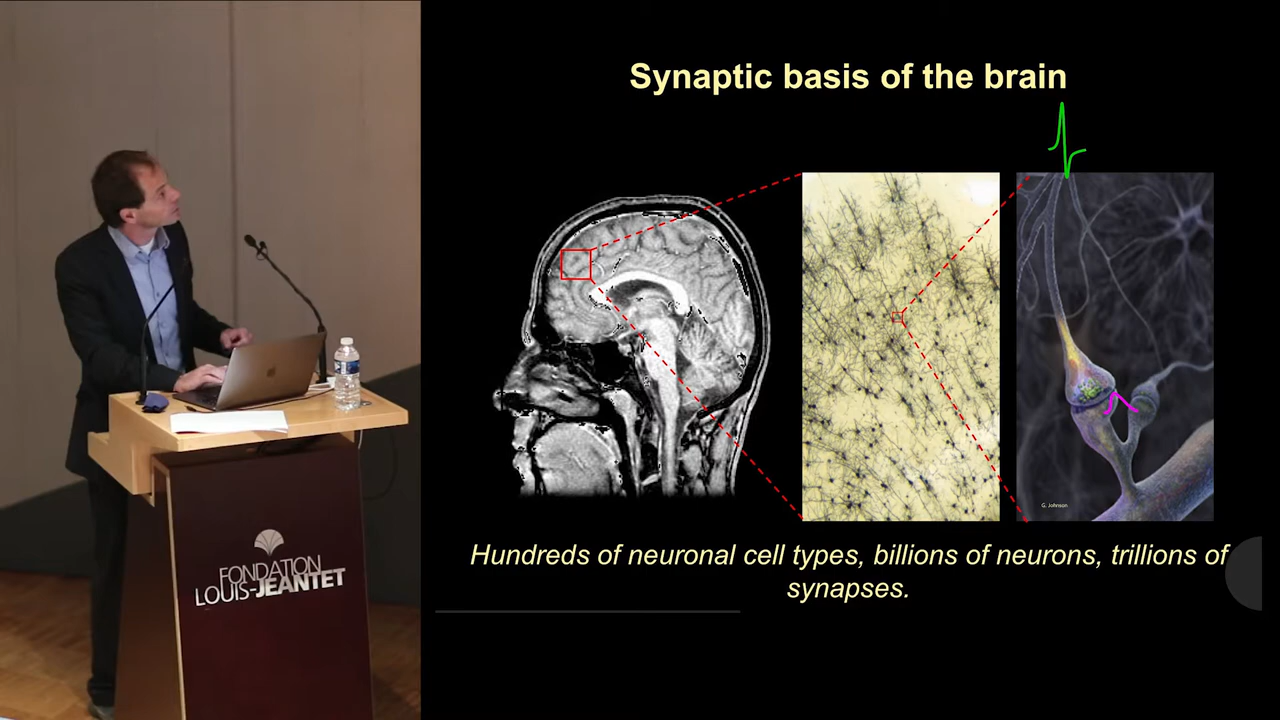 Synaptic basis of the brain
G. Johnson
Hundreds of neuronal cell types, billions of neurons, trillions of
synapses.
FONDATION
LOUIS-JEANTET